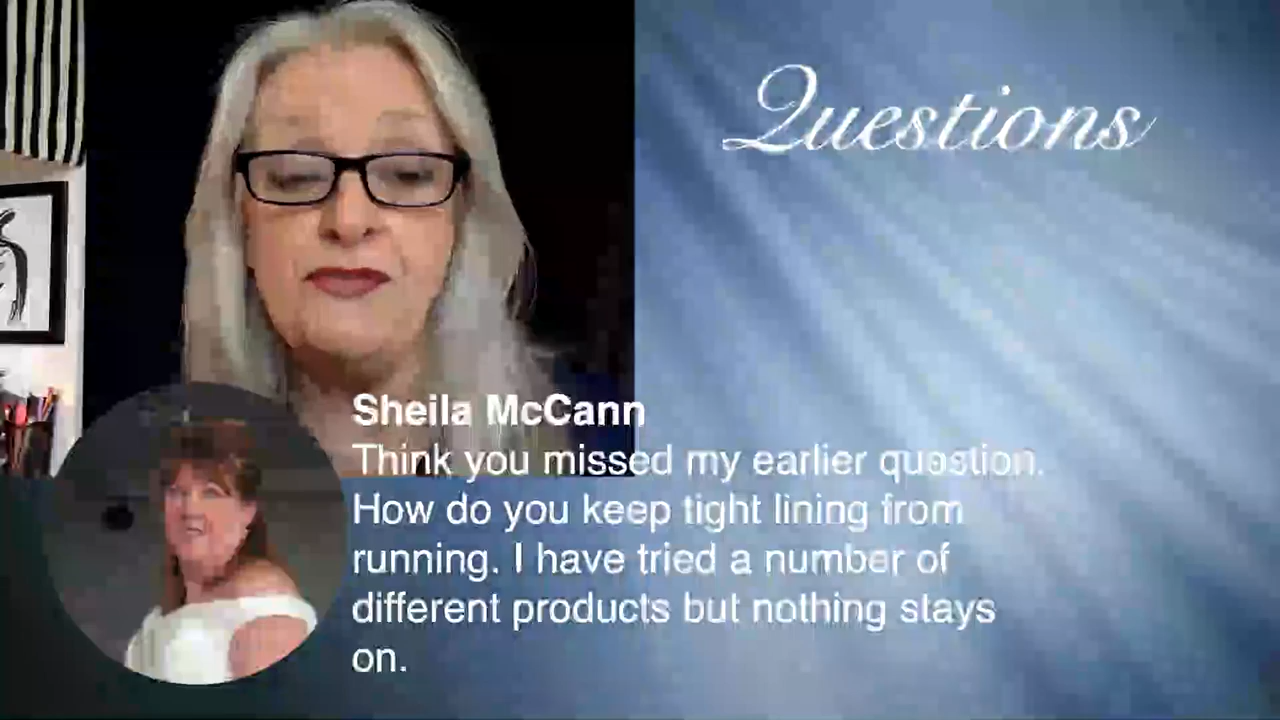 Questions
Sheila McCann
Think you missed my earlier question.
How do you keep tight lining from
running. I have tried a number of
different products but nothing stays
on.